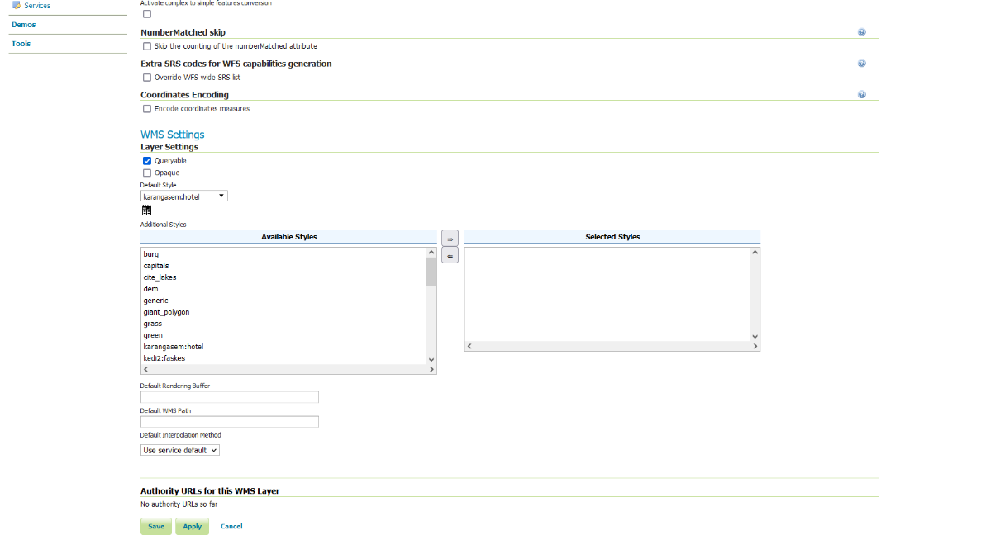 Services
Demos
Tools
Activate complex to simple features conversion
NumberMatched skip
Skip the counting of the numberMatched attribute
Extra SRS codes for WFS capabilities generation
Override WFS wide SRS list
Coordinates Encoding
Encode coordinates measures
WMS Settings
Layer Settings
Queryable
Opaque
Default Style
karangasem:hotel
Additional Styles
Available Styles
burg
capitals
cite_lakes
dem
generic
giant_polygon
grass
green
karangasem:hotel
kedi2:faskes
Selected Styles
Default Rendering Buffer
Default WMS Path
Default Interpolation Method
Use service default
Authority URLs for this WMS Layer
No authority URLs so far
Save Apply Cancel